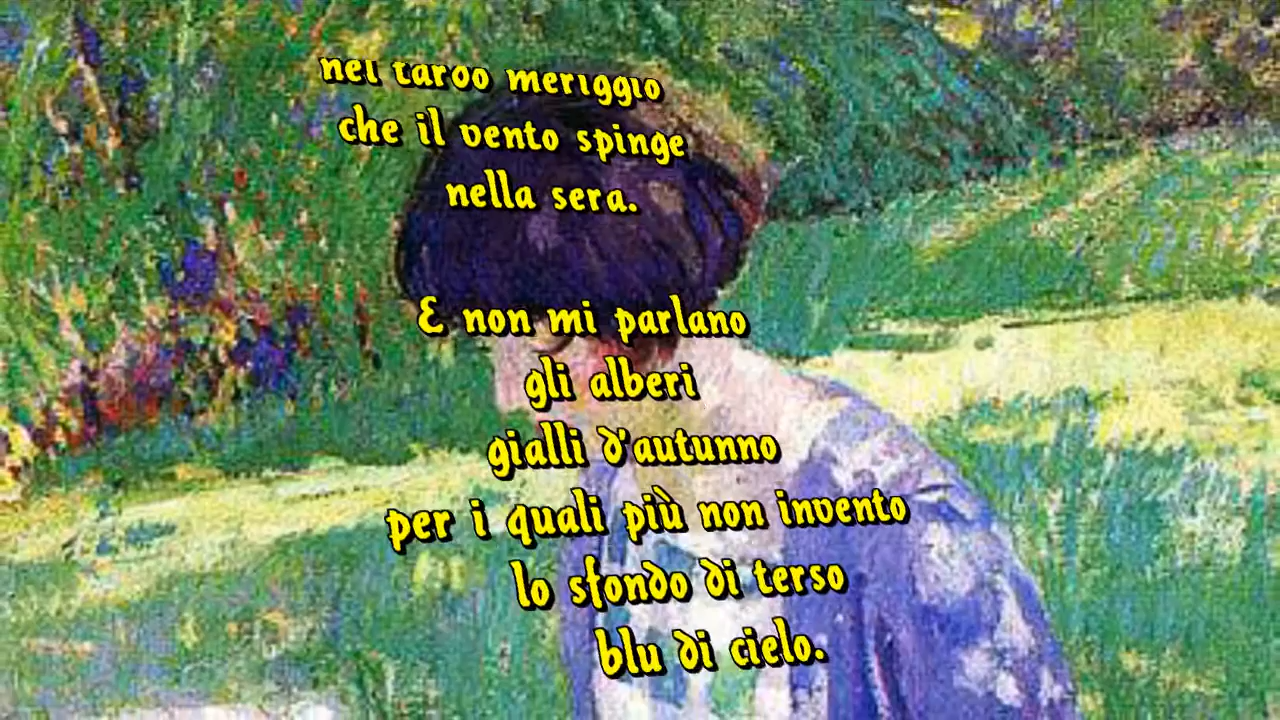 nel tardo meriggio
che il vento spinge
nella sera.
E non mi parlano
gli alberi
gialli d'autunno
per i quali più non invento
lo sfondo di terso
blu di cielo.